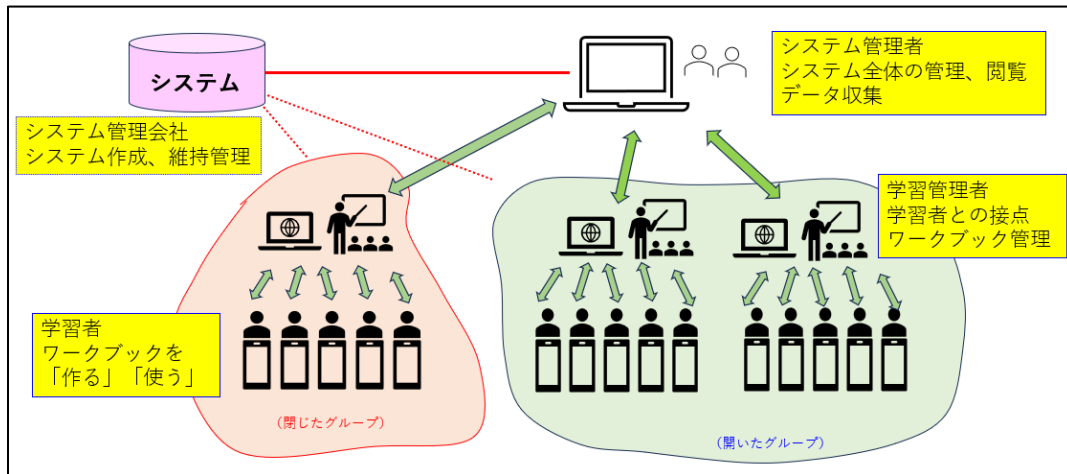 システム
システム管理者
システム全体の管理、閲覧
データ収集
システム管理会社
システム作成、維持管理
学習管理者
学習者との接点
ワークブック管理
学習者
ワークブックを
「作る」「使う」
（閉じたグループ）
（開いたグループ）